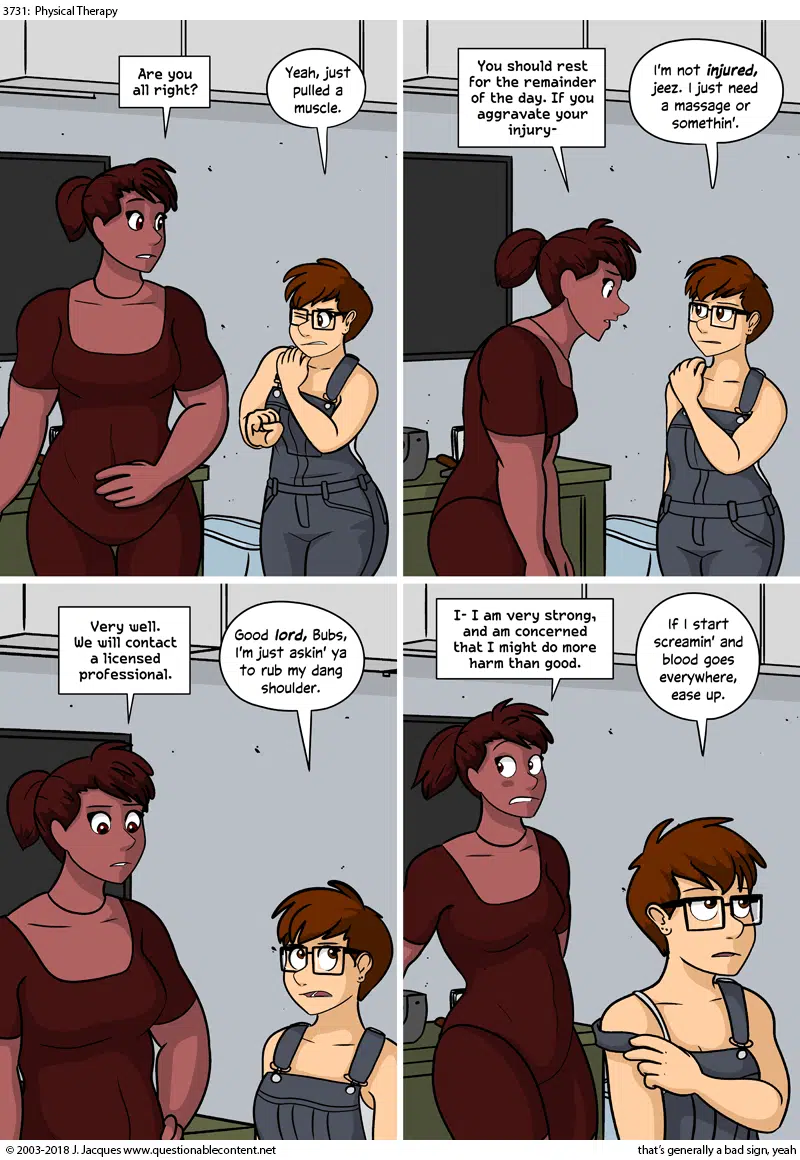 3731: Physical Therapy
Are you
all right?
Yeah, just
pulled a
muscle.
You should rest
for the remainder
of the day. If you
aggravate your
injury-
I'm not injured,
jeez. I just need
a massage or
somethin'.
Very well.
We will contact
a licensed
professional.
Good lord, Bubs,
I'm just askin' ya
to rub my dang
shoulder.
I- I am very strong,
and am concerned
that I might do more
harm than good.
If I start
screamin' and
blood goes
everywhere,
ease up.
© 2003-2018 J. Jacques www.questionablecontent.net
that's generally a bad sign, yeah